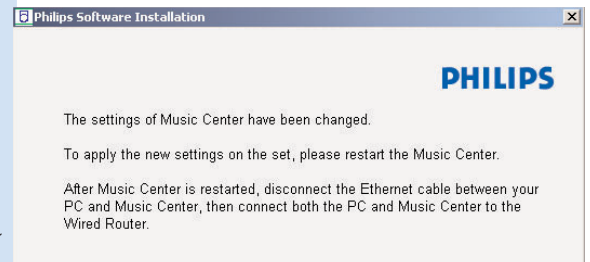 Philips Software Installation
PHILIPS
The settings of Music Center have been changed.
To apply the new settings on the set, please restart the Music Center.
After Music Center is restarted, disconnect the Ethernet cable between your
PC and Music Center, then connect both the PC and Music Center to the
Wired Router.